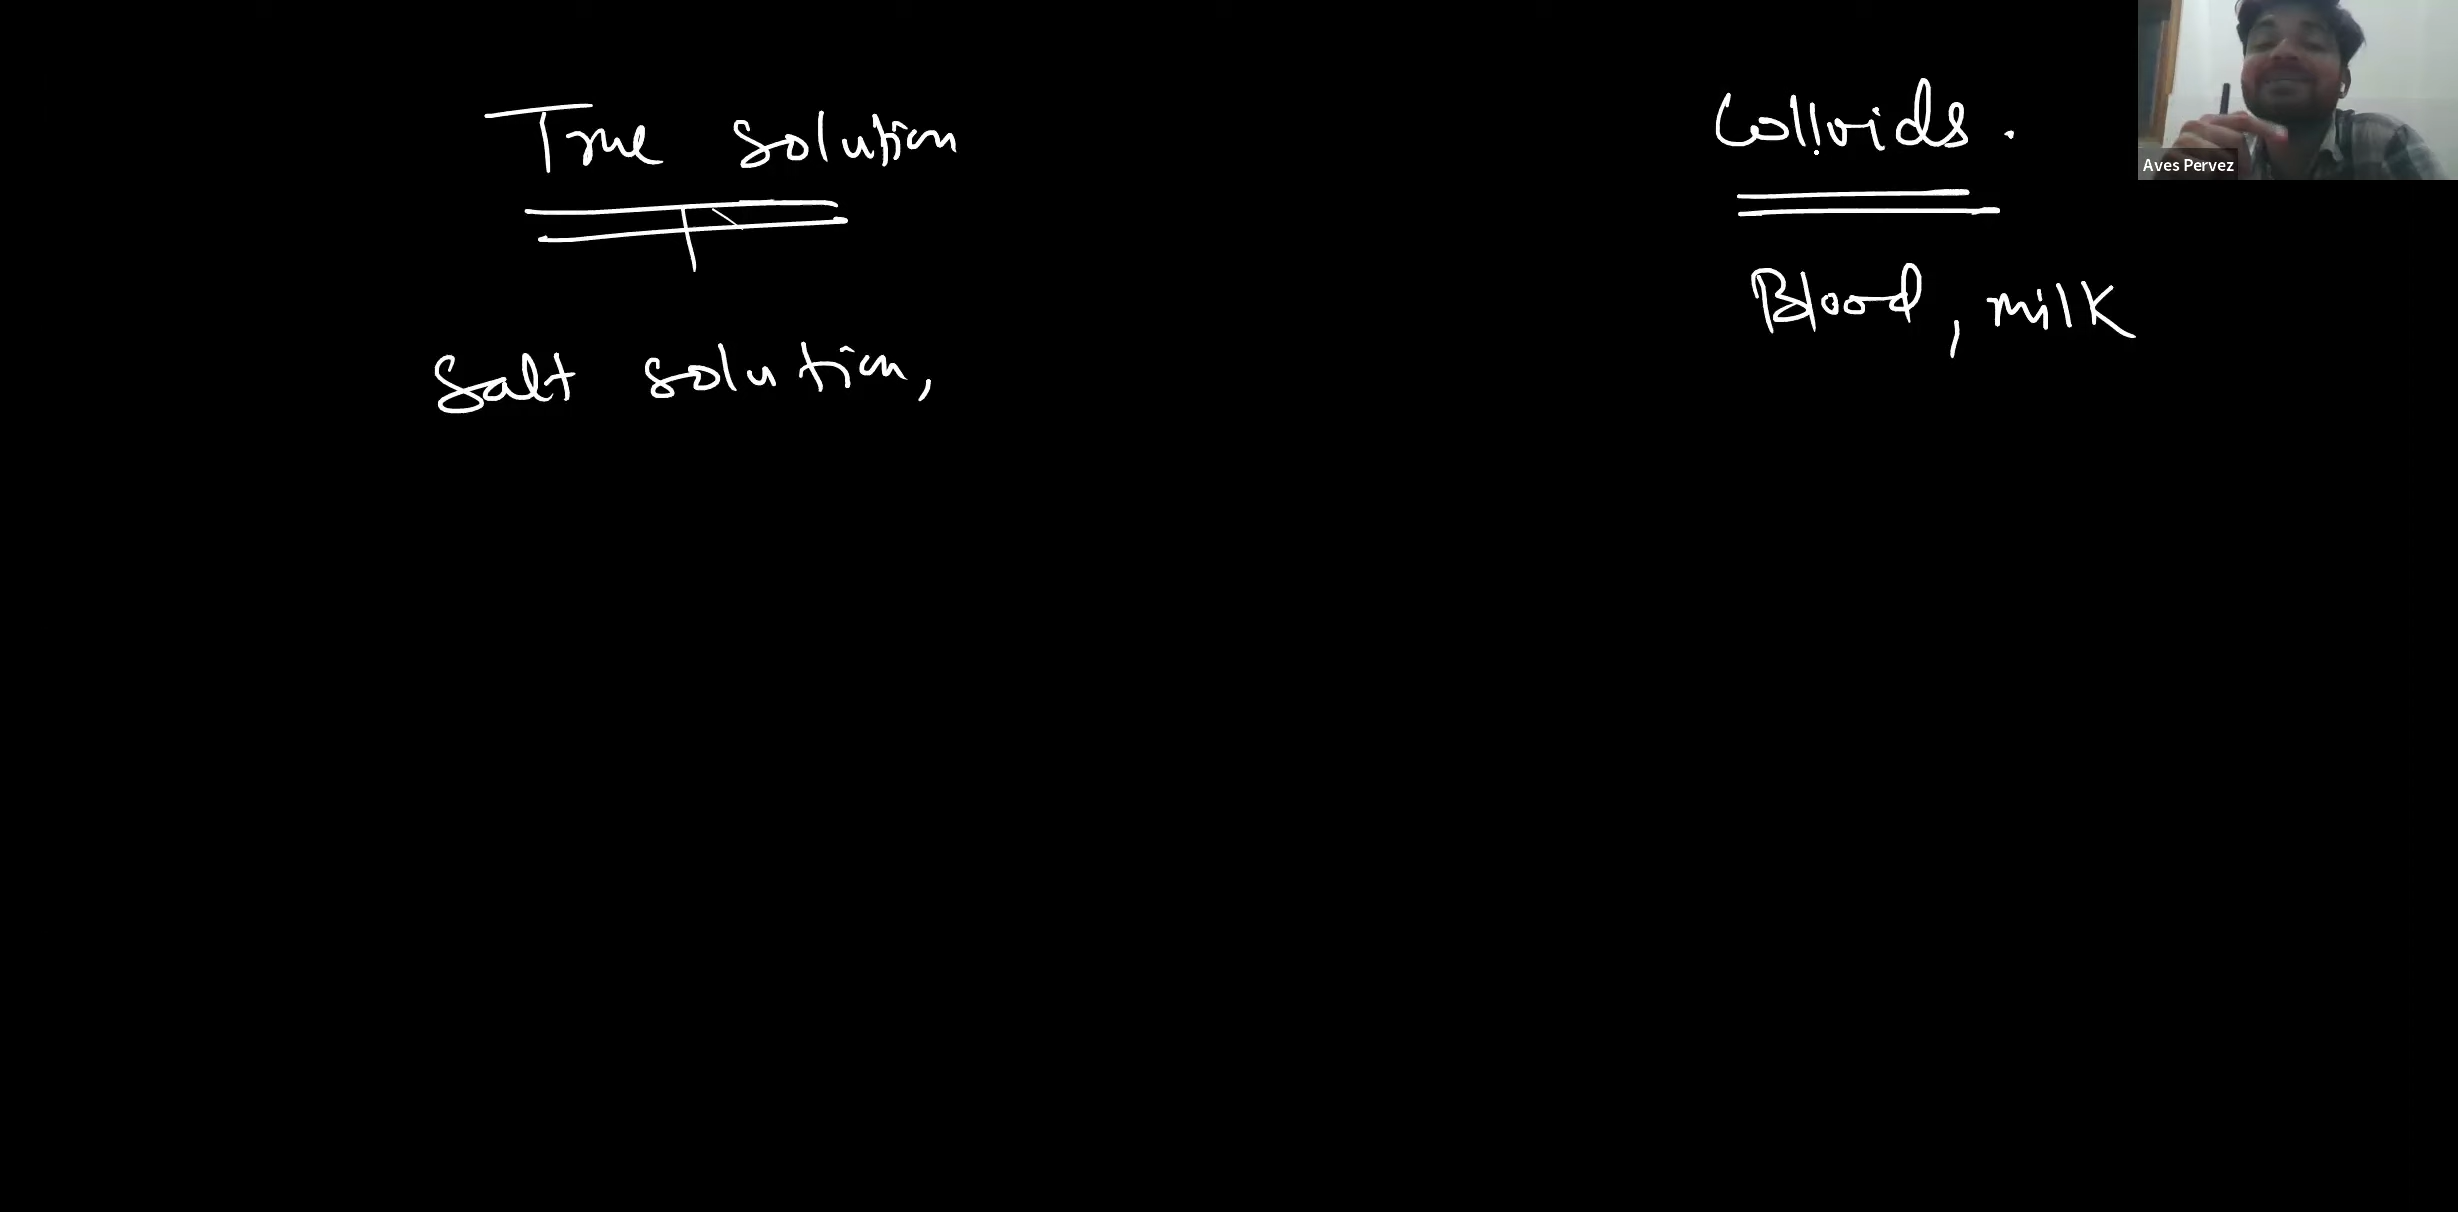 True solution
Colloids.
Aves Pervez
Blood, milk
Salt solution,